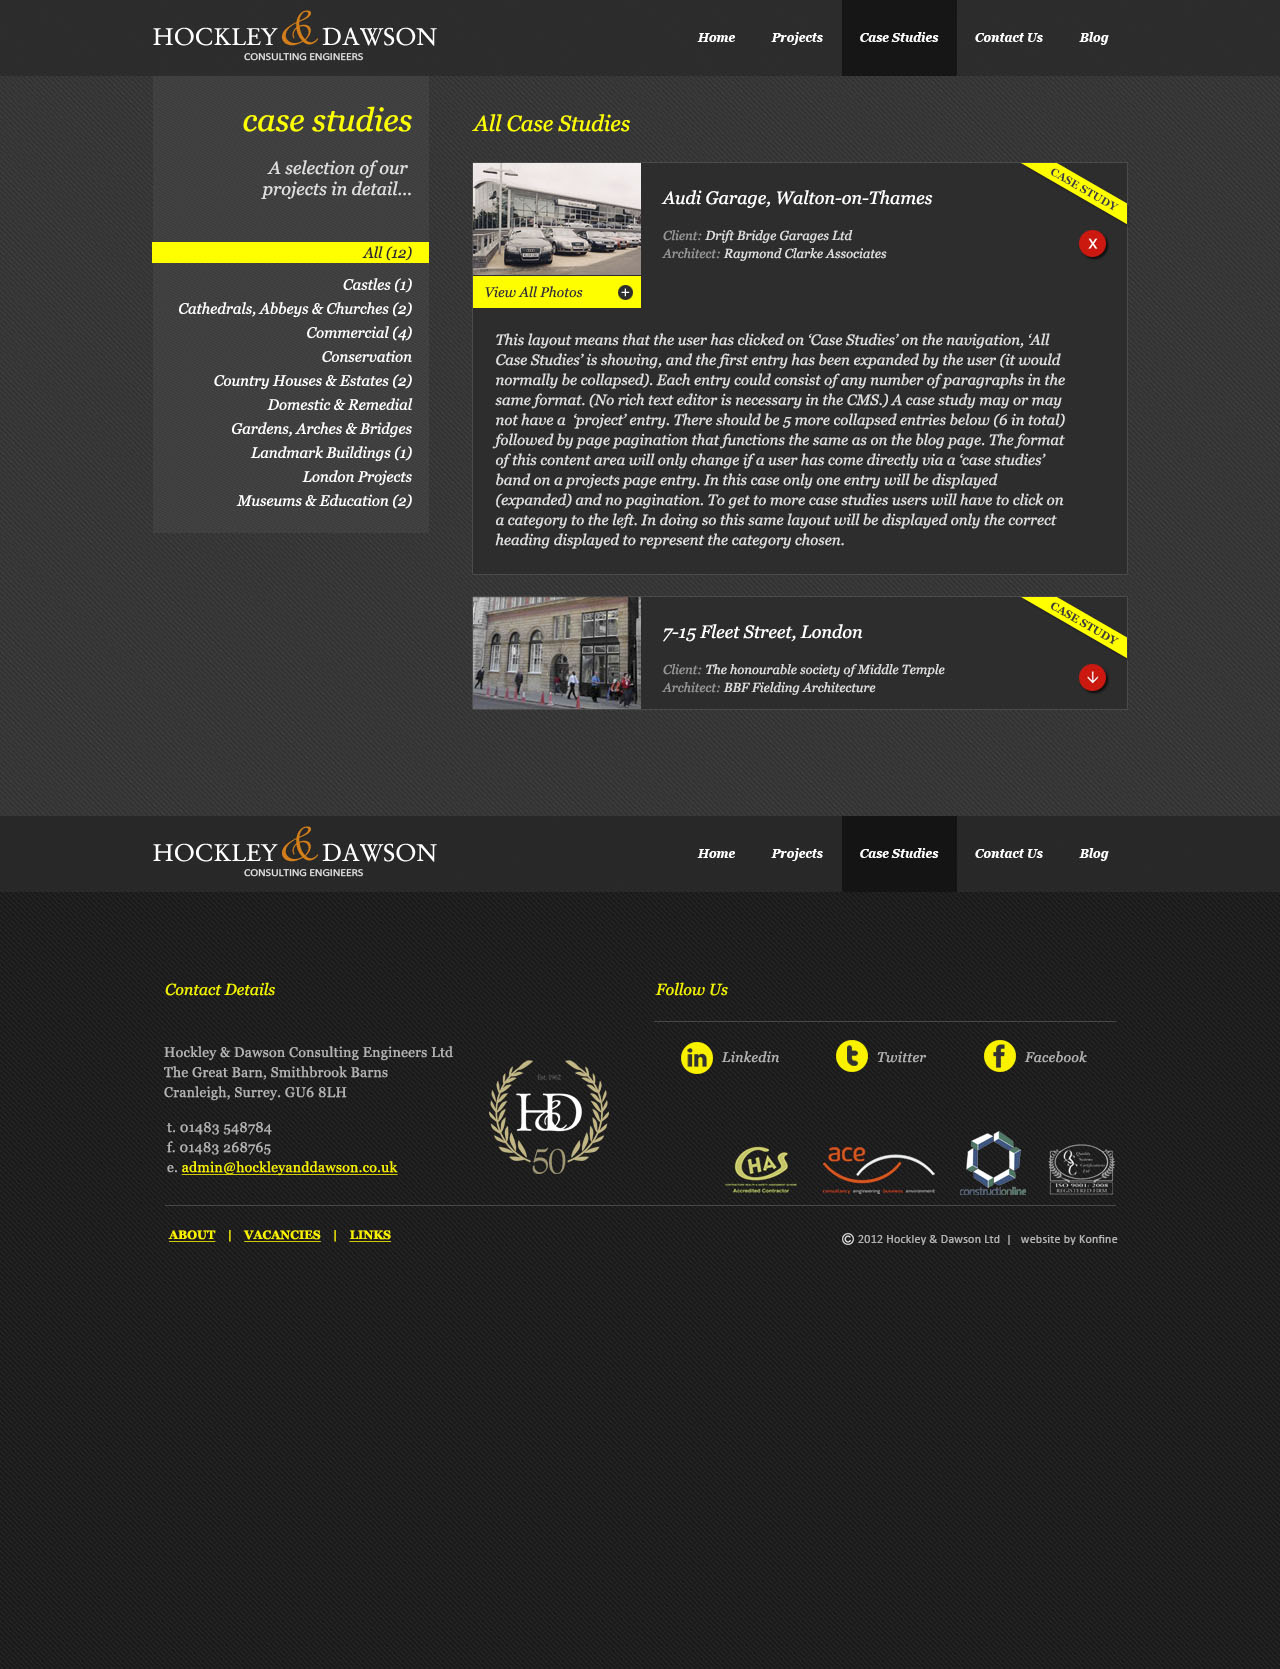 HOCKLEY & DAWSON
CONSULTING ENGINEERS
Home Projects Case Studies Contact Us Blog
case studies
A selection of our
projects in detail...
All (12)
Castles (1)
Cathedrals, Abbeys & Churches (2)
Commercial (4)
Conservation
Country Houses & Estates (2)
Domestic & Remedial
Gardens, Arches & Bridges
Landmark Buildings (1)
London Projects
Museums & Education (2)
All Case Studies
CASE STUDY
Audi Garage, Walton-on-Thames
Client: Drift Bridge Garages Ltd
Architect: Raymond Clarke Associates
X
View All Photos
This layout means that the user has clicked on ‘Case Studies’ on the navigation, ‘All
Case Studies’ is showing, and the first entry has been expanded by the user (it would
normally be collapsed). Each entry could consist of any number of paragraphs in the
same format. (No rich text editor is necessary in the CMS.) A case study may or may
not have a ‘project’ entry. There should be 5 more collapsed entries below (6 in total)
followed by page pagination that functions the same as on the blog page. The format
of this content area will only change if a user has come directly via a ‘case studies’
band on a projects page entry. In this case only one entry will be displayed
(expanded) and no pagination. To get to more case studies users will have to click on
a category to the left. In doing so this same layout will be displayed only the correct
heading displayed to represent the category chosen.
CASE STUDY
7-15 Fleet Street, London
Client: The honourable society of Middle Temple
Architect: BBF Fielding Architecture
HOCKLEY & DAWSON
CONSULTING ENGINEERS
Home Projects Case Studies Contact Us Blog
Contact Details
Hockley & Dawson Consulting Engineers Ltd
The Great Barn, Smithbrook Barns
Cranleigh, Surrey. GU6 8LH
t. 01483 548784
f. 01483 268765
e. admin@hockleyanddawson.co.uk
Est. 1962
H&D
50
Follow Us
in Linkedin t Twitter f Facebook
CHAS
Accredited Contractor
ace
consultancy engineering business environment
constructionline
Quality
Systems
Certification
Ltd
ISO 9001: 2008
REGISTERED FIRM
ABOUT | VACANCIES | LINKS
© 2012 Hockley & Dawson Ltd | website by Konfine